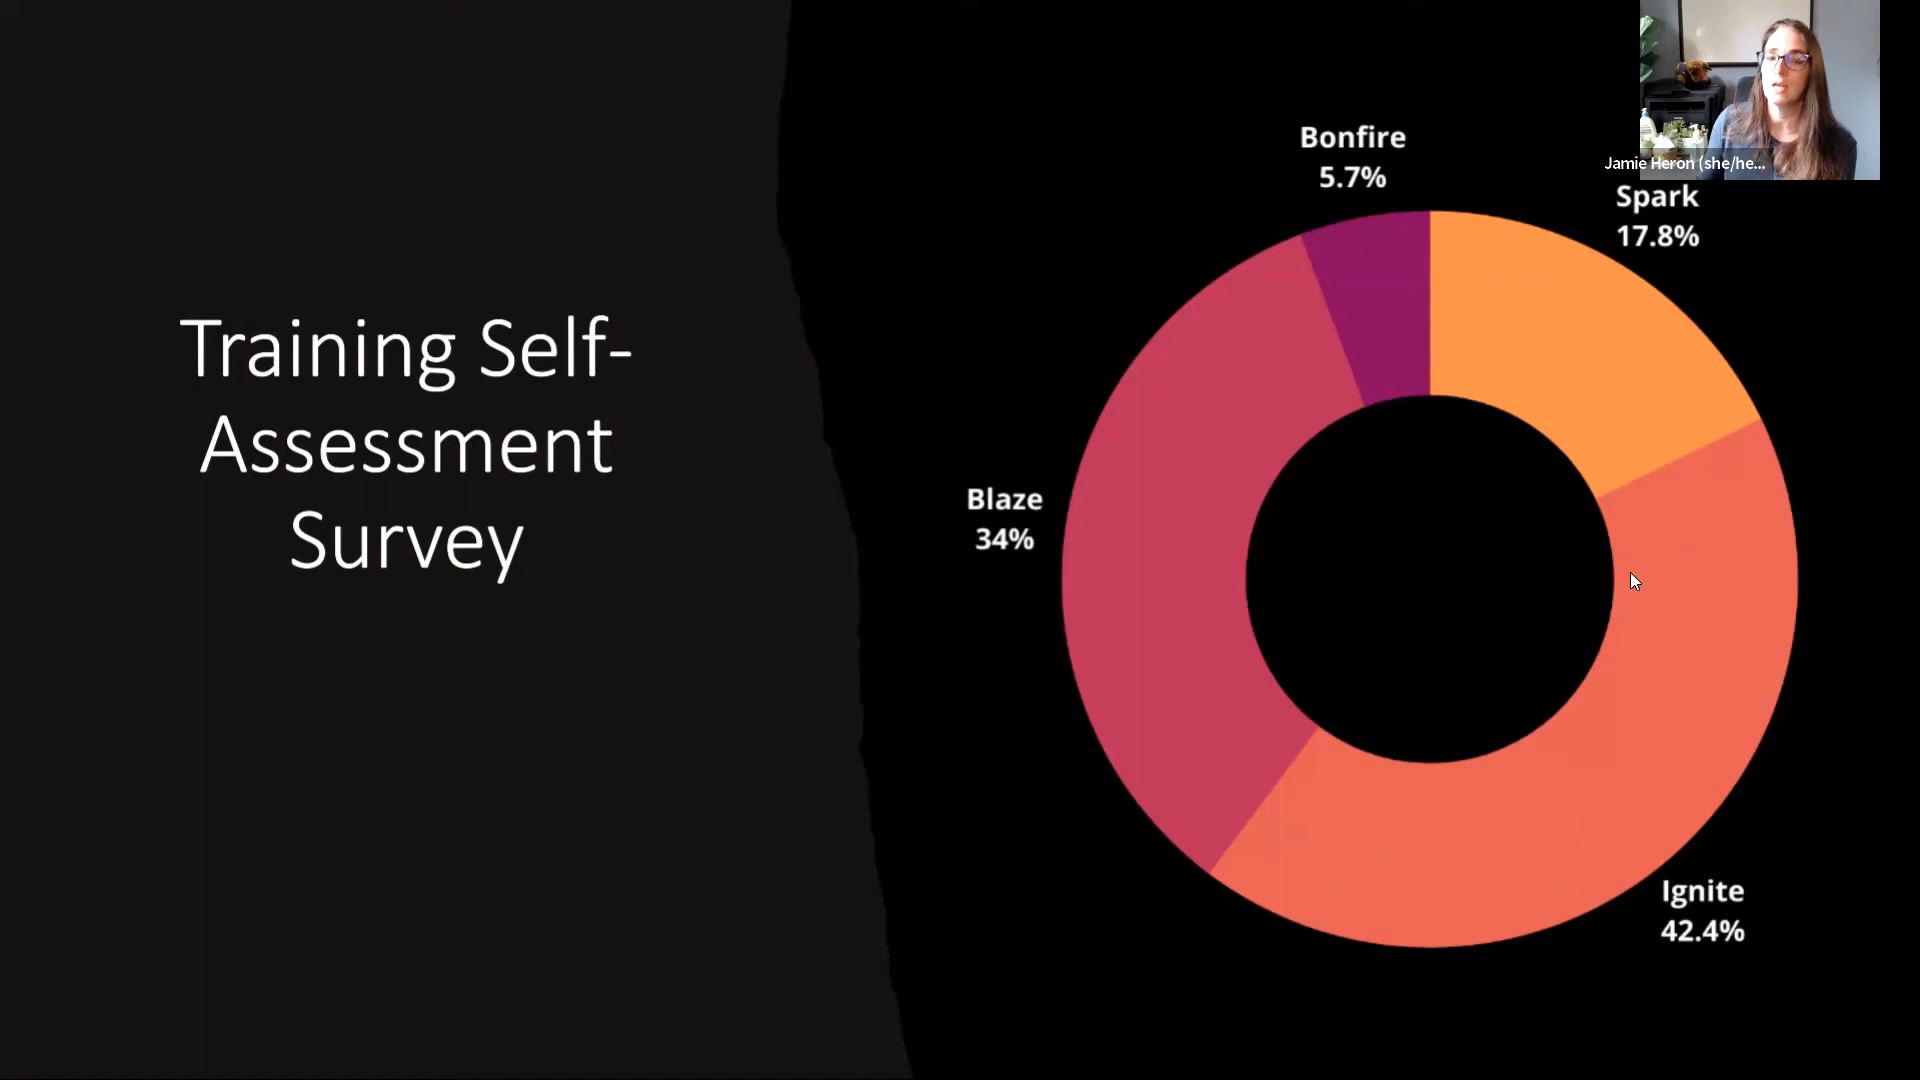 Training Self-
Assessment
Survey
Bonfire
5.7%
Jamie Heron (she/he...
Spark
17.8%
Blaze
34%
Ignite
42.4%